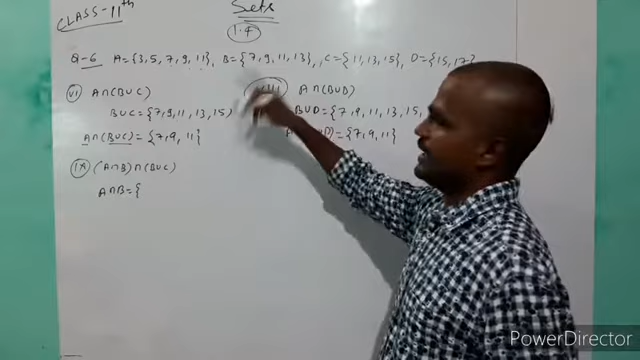 CLASS-11th
Sets
1.4
Q-6 A={3,5,7,9,11}, B={7,9,11,13}, C={11,13,15}, D={15,17}
(vi) A∩(B∪C)
B∪C={7,9,11,13,15}
A∩(B∪C)={7,9,11}
A∩(B∪D)
B∪D={7,9,11,13,15,
D)={7,9,11}
(ix) (A∩B)∩(B∪C)
A∩B={
PowerDirector